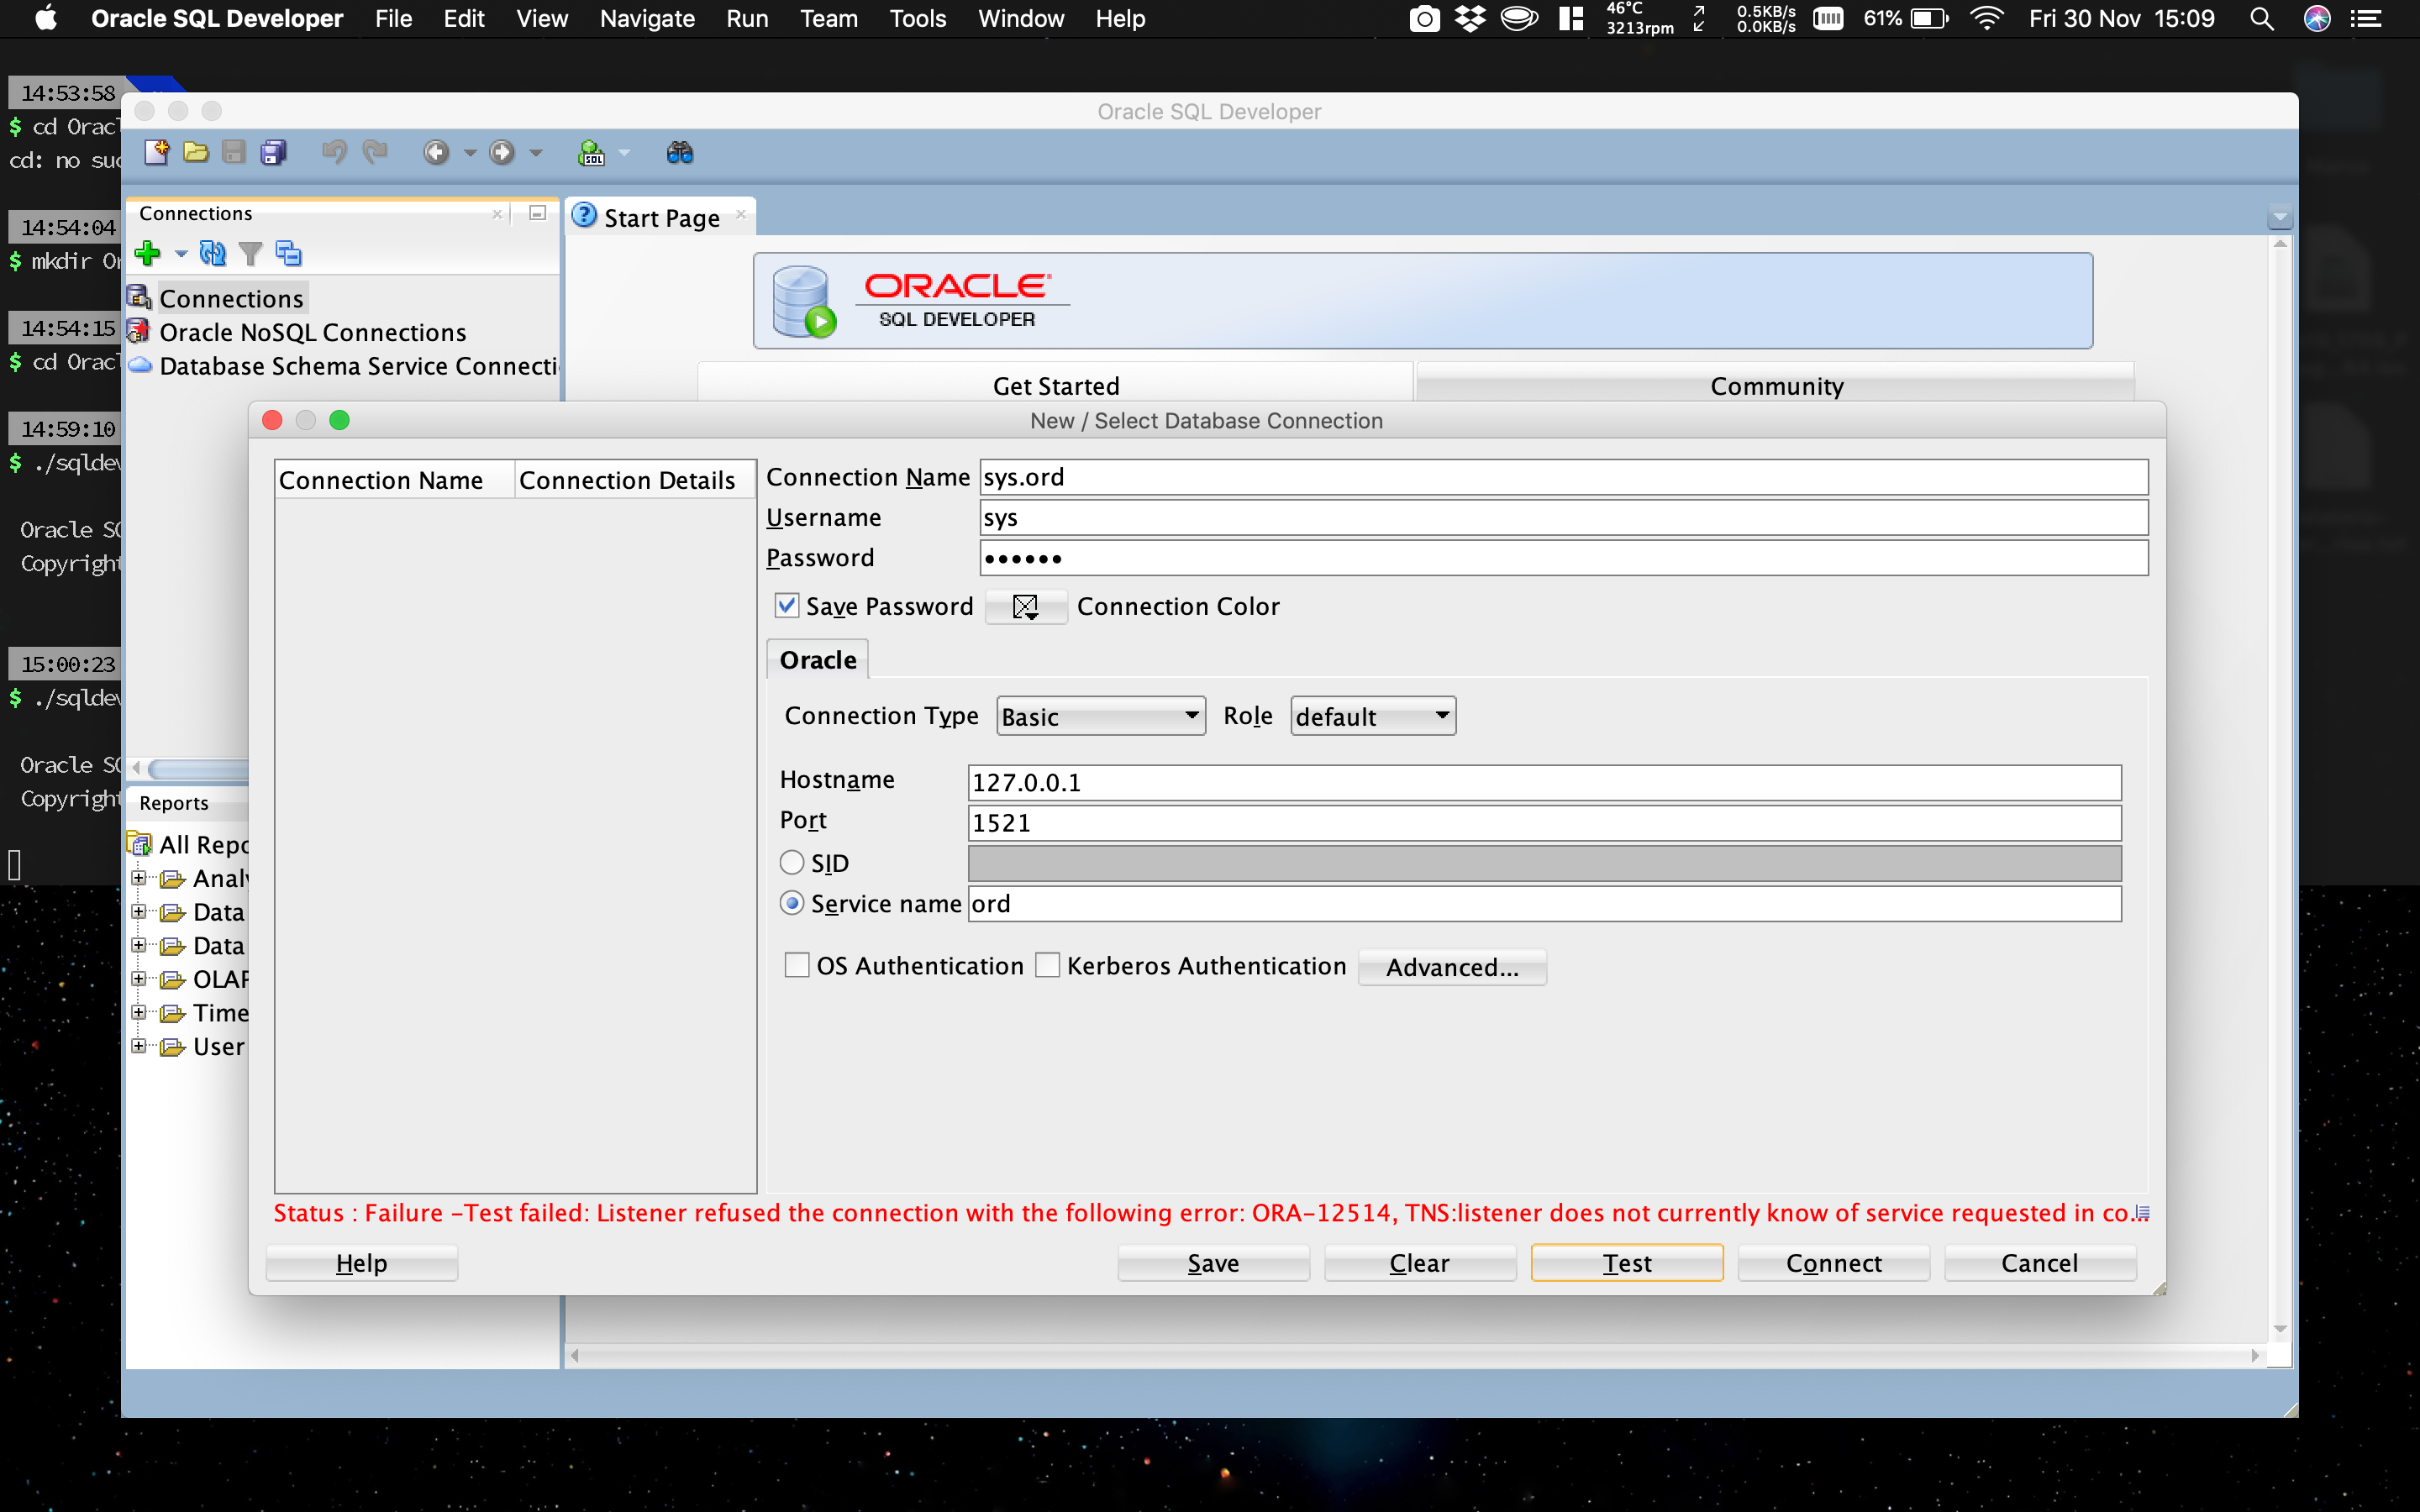 Oracle SQL Developer File Edit View Navigate Run Team Tools Window Help 46°C 3213rpm 0.5KB/s 0.0KB/s 61% Fri 30 Nov 15:09
14:53:58
$ cd Oracl
cd: no suc
14:54:04
$ mkdir Or
14:54:15
$ cd Oracl
14:59:10
$ ./sqldev
Oracle SQ
Copyright
15:00:23
$ ./sqldev
Oracle SQ
Copyright
Oracle SQL Developer
SQL
Connections
Connections
Oracle NoSQL Connections
Database Schema Service Connecti
Start Page
ORACLE
SQL DEVELOPER
Get Started Community
Reports
All Repo
Analy
Data
Data
OLAP
Time
User
New / Select Database Connection
Connection Name Connection Details
Connection Name sys.ord
Username sys
Password ••••••
Save Password Connection Color
Oracle
Connection Type Basic Role default
Hostname 127.0.0.1
Port 1521
SID
Service name ord
OS Authentication Kerberos Authentication Advanced...
Status : Failure -Test failed: Listener refused the connection with the following error: ORA-12514, TNS:listener does not currently know of service requested in co...
Help Save Clear Test Connect Cancel